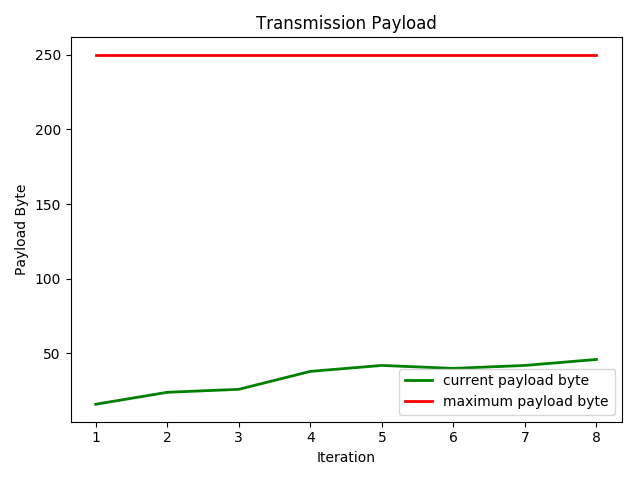 Transmission Payload
250
200
150
100
50
Payload Byte
current payload byte
maximum payload byte
1 2 3 4 5 6 7 8
Iteration